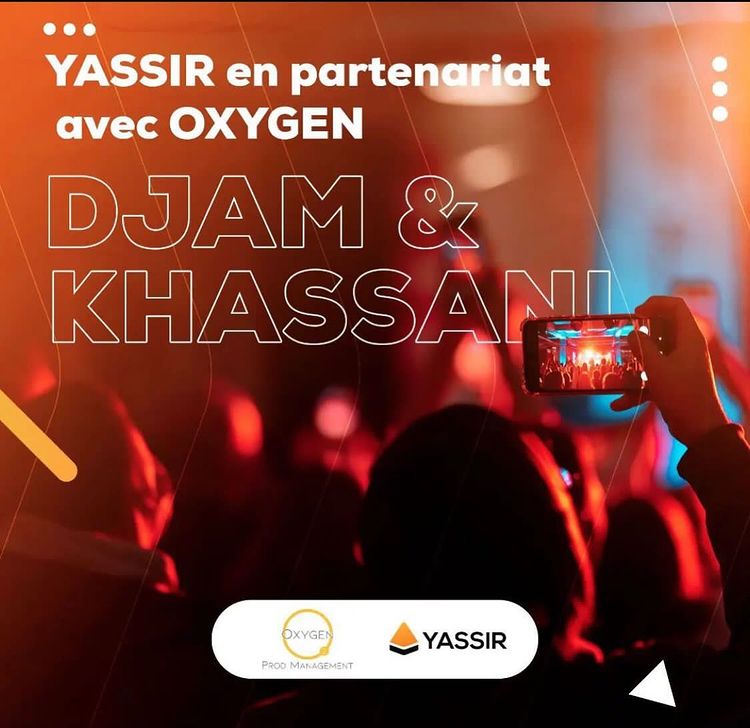 YASSIR en partenariat
avec OXYGEN
DJAM &
KHASSANI
OXYGEN
PROD MANAGEMENT
YASSIR